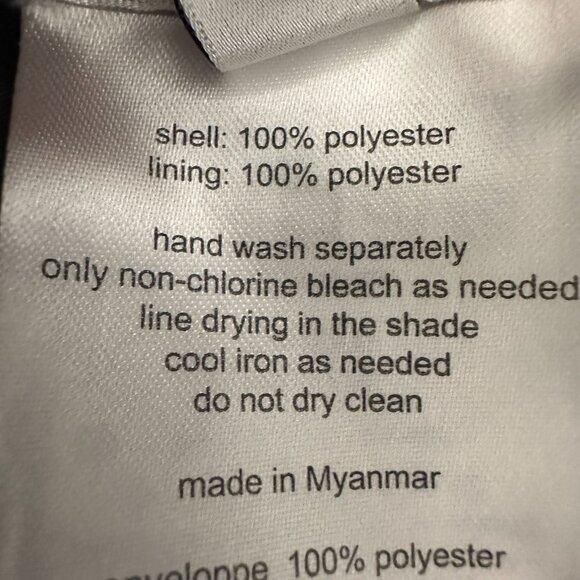 shell: 100% polyester
lining: 100% polyester
hand wash separately
only non-chlorine bleach as needed
line drying in the shade
cool iron as needed
do not dry clean
made in Myanmar
100% polyester